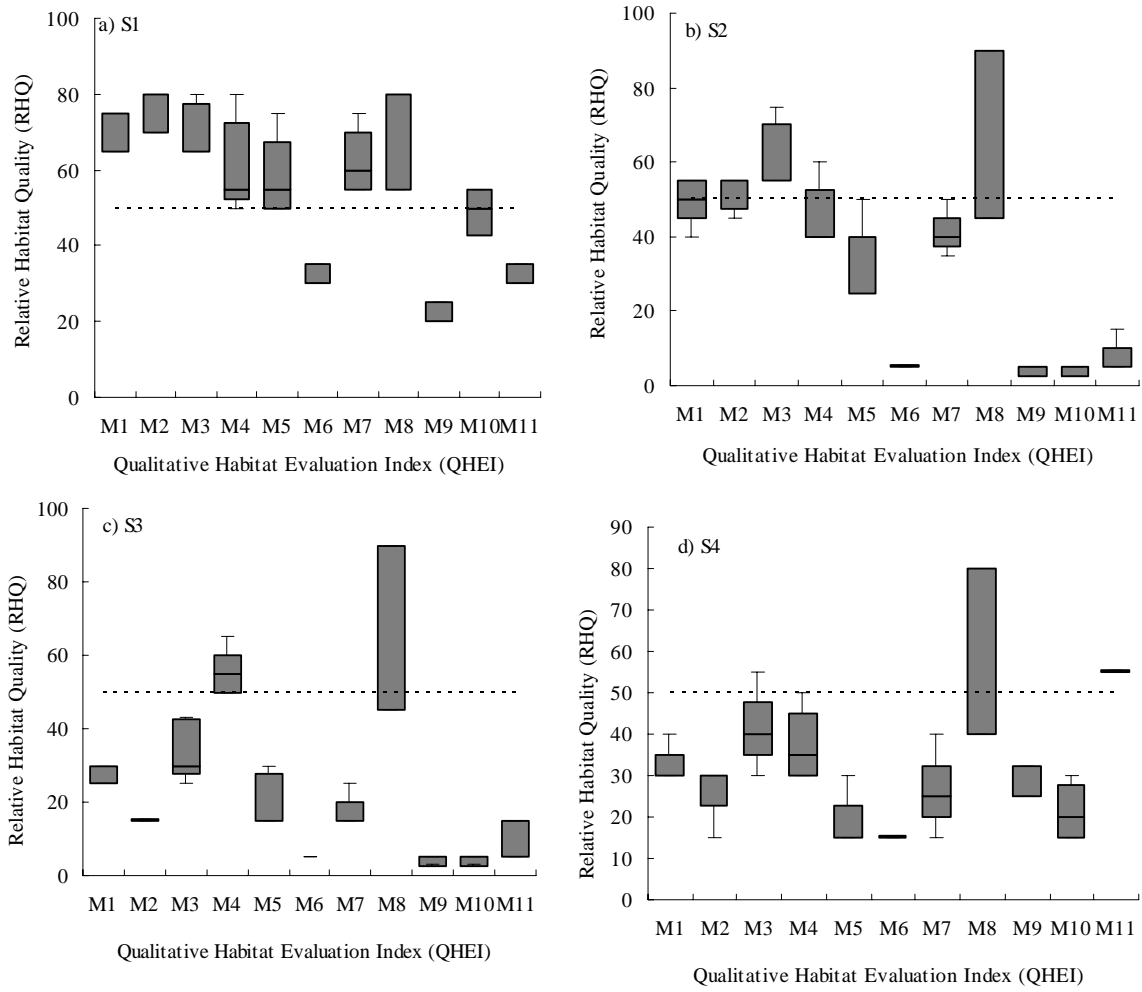 a) S1
Relative Habitat Quality (RHQ)
100
80
60
40
20
0
M1 M2 M3 M4 M5 M6 M7 M8 M9 M10 M11
Qualitative Habitat Evaluation Index (QHEI)
b) S2
Relative Habitat Quality (RHQ)
100
80
60
40
20
0
M1 M2 M3 M4 M5 M6 M7 M8 M9 M10 M11
Qualitative Habitat Evaluation Index (QHEI)
c) S3
Relative Habitat Quality (RHQ)
100
80
60
40
20
0
M1 M2 M3 M4 M5 M6 M7 M8 M9 M10 M11
Qualitative Habitat Evaluation Index (QHEI)
d) S4
Relative Habitat Quality (RHQ)
90
80
70
60
50
40
30
20
10
0
M1 M2 M3 M4 M5 M6 M7 M8 M9 M10 M11
Qualitative Habitat Evaluation Index (QHEI)